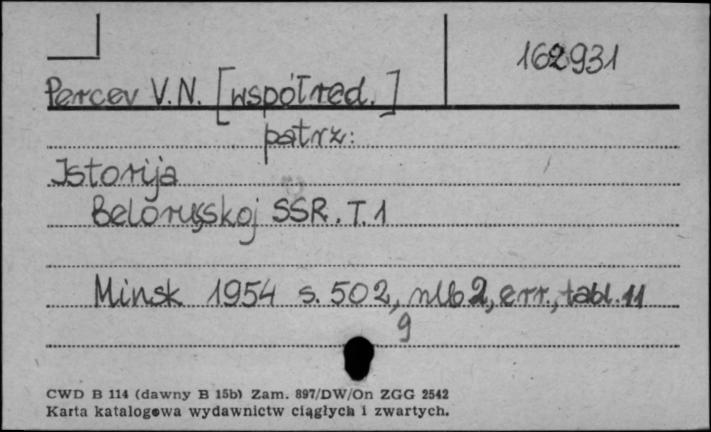 162931
Percev V.N. [współred.]
patrz:
Istorija
Belorusskoj SSR. T.1
Minsk 1954 s. 502, nlb 2, err., tabl. 11
9
CWD B 114 (dawny B 15b) Zam. 897/DW/On ZGG 2542
Karta katalogowa wydawnictw ciągłych i zwartych.